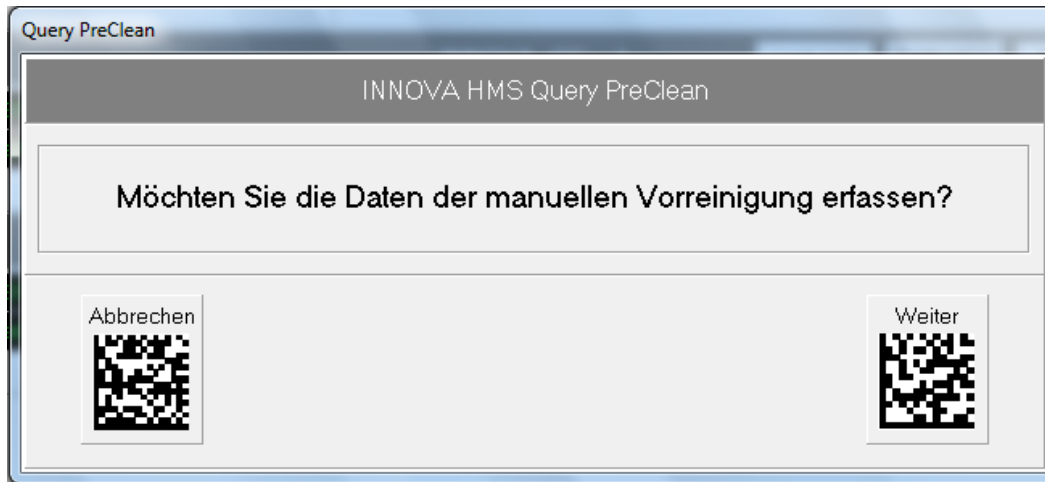 Query PreClean
INNOVA HMS Query PreClean
Möchten Sie die Daten der manuellen Vorreinigung erfassen?
Abbrechen
Weiter